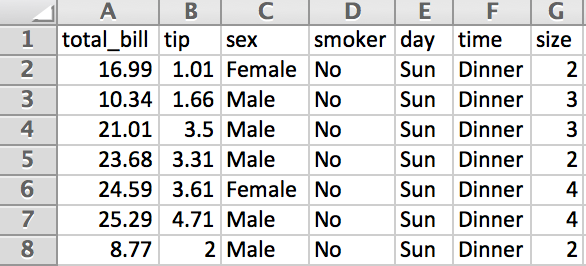 A B C D E F G
1 total_bill tip sex smoker day time size
2 16.99 1.01 Female No Sun Dinner 2
3 10.34 1.66 Male No Sun Dinner 3
4 21.01 3.5 Male No Sun Dinner 3
5 23.68 3.31 Male No Sun Dinner 2
6 24.59 3.61 Female No Sun Dinner 4
7 25.29 4.71 Male No Sun Dinner 4
8 8.77 2 Male No Sun Dinner 2